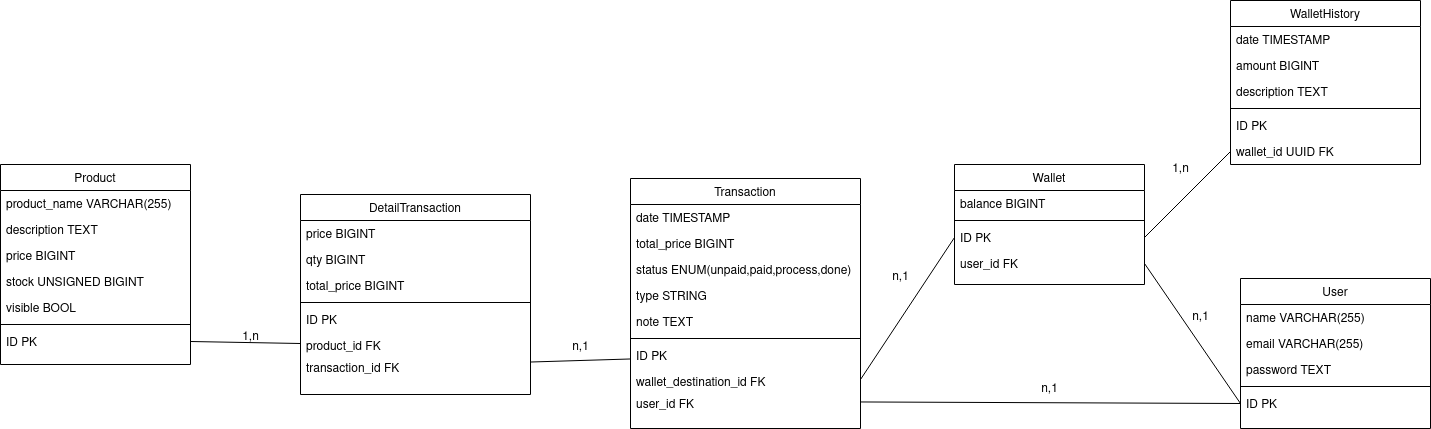 Product
product_name VARCHAR(255)
description TEXT
price BIGINT
stock UNSIGNED BIGINT
visible BOOL
ID PK
1,n
DetailTransaction
price BIGINT
qty BIGINT
total_price BIGINT
ID PK
product_id FK
transaction_id FK
n,1
Transaction
date TIMESTAMP
total_price BIGINT
status ENUM(unpaid,paid,process,done)
type STRING
note TEXT
ID PK
wallet_destination_id FK
user_id FK
n,1
n,1
Wallet
balance BIGINT
ID PK
user_id FK
1,n
n,1
WalletHistory
date TIMESTAMP
amount BIGINT
description TEXT
ID PK
wallet_id UUID FK
User
name VARCHAR(255)
email VARCHAR(255)
password TEXT
ID PK